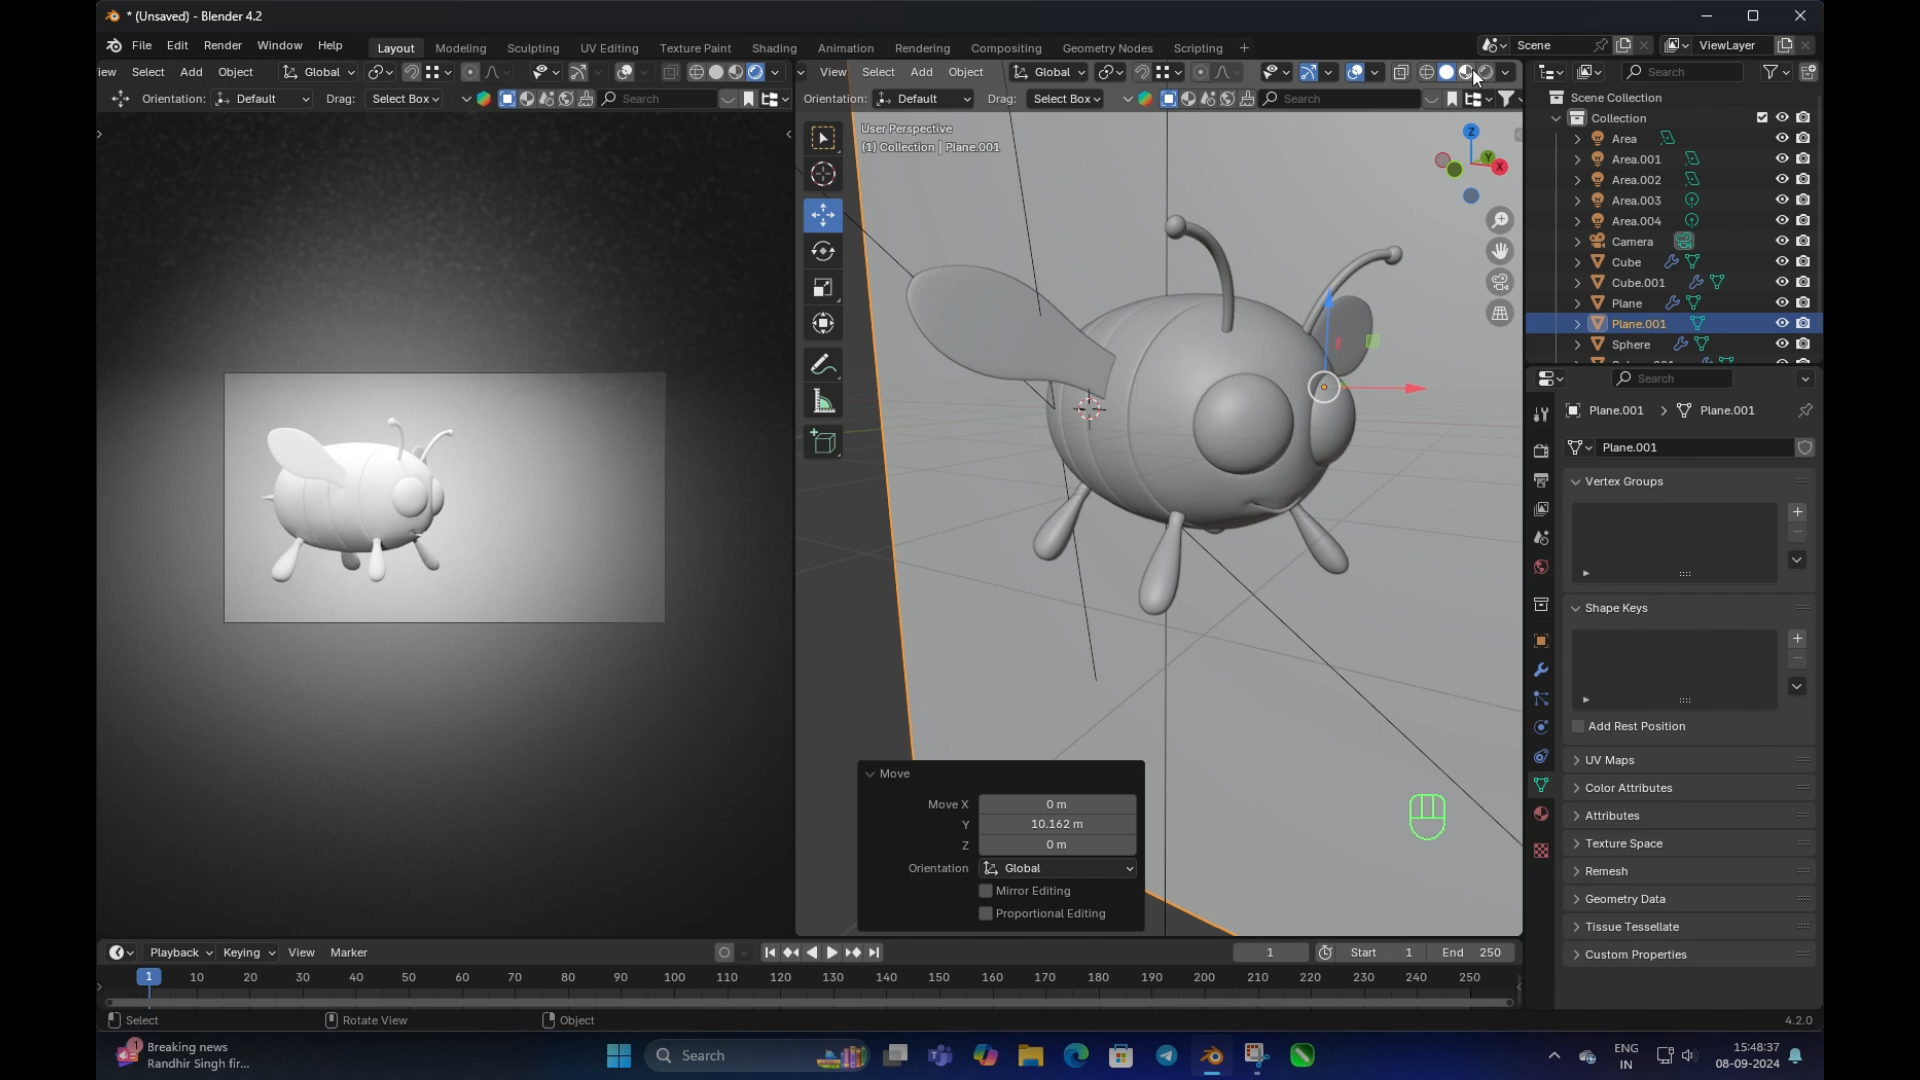 * (Unsaved) - Blender 4.2
File Edit Render Window Help
Layout Modeling Sculpting UV Editing Texture Paint Shading Animation Rendering Compositing Geometry Nodes Scripting +
Scene
ViewLayer
iew Select Add Object Global
View Select Add Object Global
Search
Orientation: Default Drag: Select Box Search
Orientation: Default Drag: Select Box Search
User Perspective
(1) Collection | Plane.001
Z
Y
X
Scene Collection
Collection
Area
Area.001
Area.002
Area.003
Area.004
Camera
Cube
Cube.001
Plane
Plane.001
Sphere
Search
Plane.001 > Plane.001
Plane.001
Vertex Groups
Shape Keys
Add Rest Position
UV Maps
Color Attributes
Attributes
Texture Space
Remesh
Geometry Data
Tissue Tessellate
Custom Properties
Move
Move X 0 m
Y 10.162 m
Z 0 m
Orientation Global
Mirror Editing
Proportional Editing
Playback Keying View Marker
1
Start 1 End 250
1 10 20 30 40 50 60 70 80 90 100 110 120 130 140 150 160 170 180 190 200 210 220 230 240 250
Select Rotate View Object
4.2.0
1
Breaking news
Randhir Singh fir...
Search
ENG
IN
15:48:37
08-09-2024